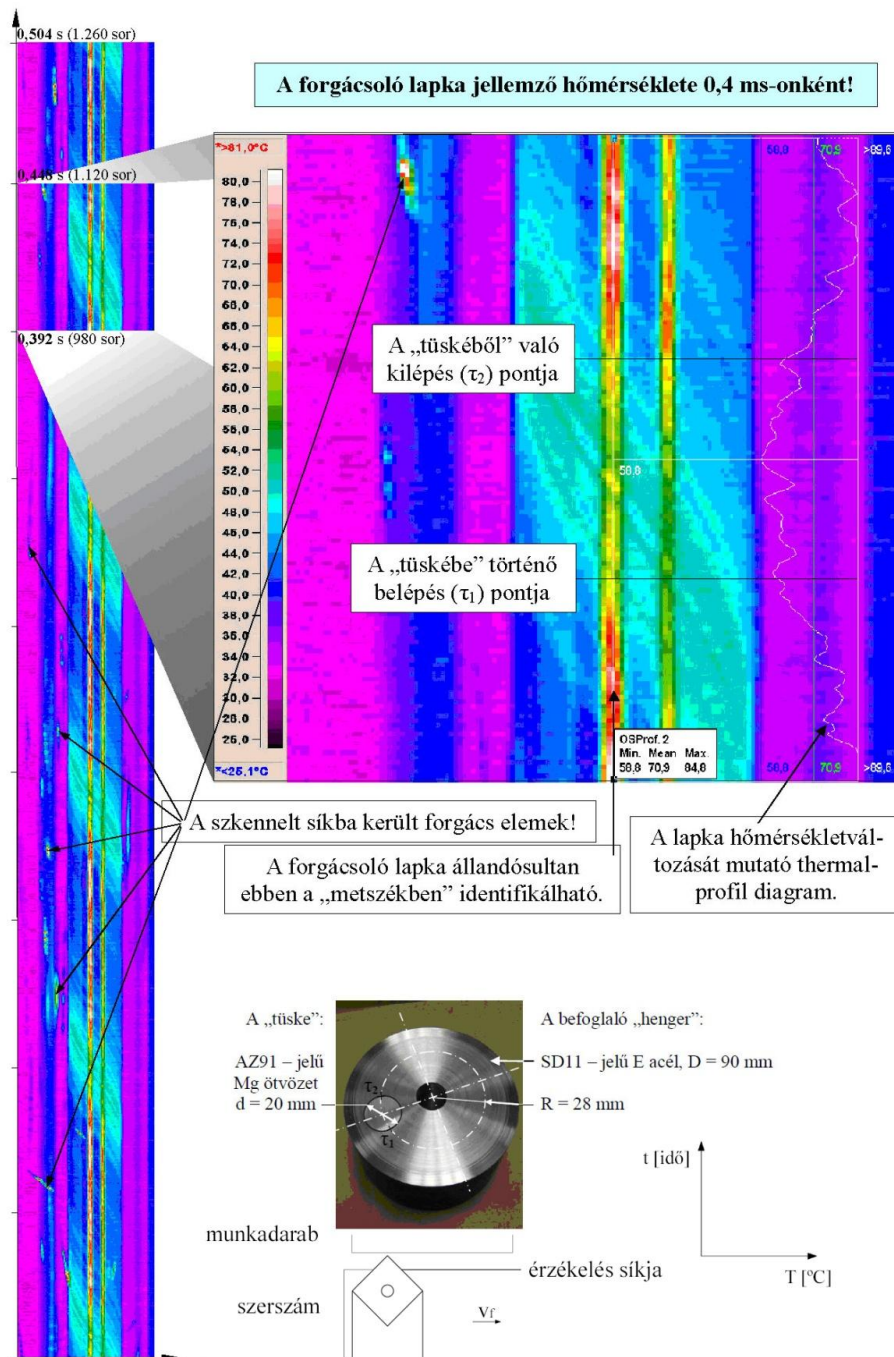 0,504 s (1.260 sor)
A forgácsoló lapka jellemző hőmérséklete 0,4 ms-onként!
0,448 s (1.120 sor)
0,392 s (980 sor)
*>81,0°C
80,0
78,0
76,0
74,0
72,0
70,0
68,0
66,0
64,0
62,0
60,0
58,0
56,0
54,0
52,0
50,0
48,0
46,0
44,0
42,0
40,0
38,0
36,0
34,0
32,0
30,0
28,0
26,0
*<25,1°C
58,8
70,9
>89,6
A „tüskéből” való
kilépés (τ₂) pontja
58,8
A „tüskébe” történő
belépés (τ₁) pontja
OSProf. 2
Min. Mean Max.
58,8 70,9 84,8
58,8
70,9
>89,6
A szkennelt síkba került forgács elemek!
A forgácsoló lapka állandósultan
ebben a „metszékben” identifikálható.
A lapka hőmérsékletvál-
tozását mutató thermal-
profil diagram.
A „tüske”:
AZ91 – jelű
Mg ötvözet
d = 20 mm
τ₂
τ₁
A befoglaló „henger”:
SD11 – jelű E acél, D = 90 mm
R = 28 mm
t [idő]
T [ºC]
munkadarab
érzékelés síkja
szerszám
Vf